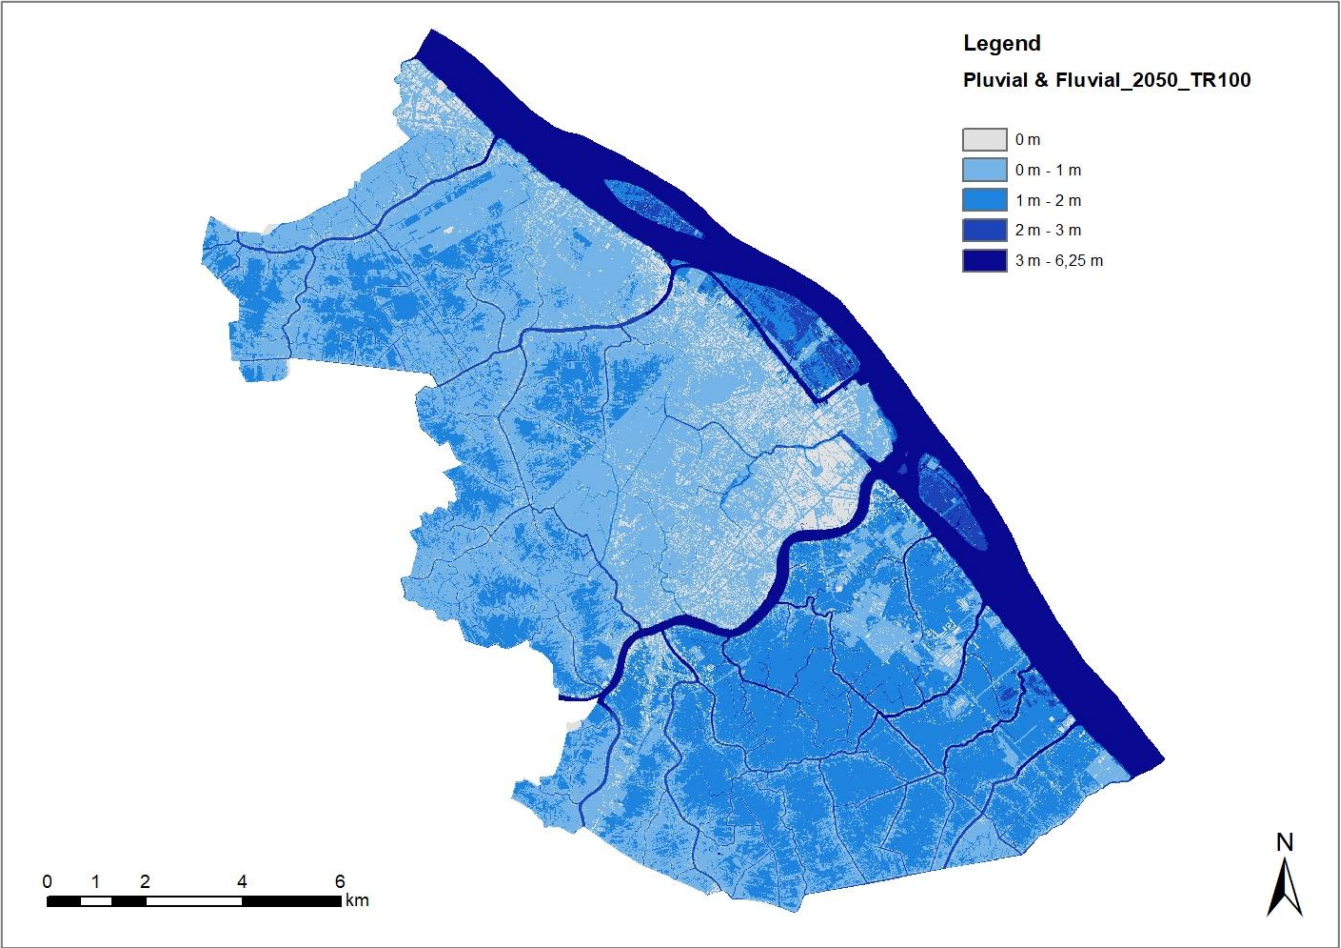 Legend
Pluvial & Fluvial_2050_TR100
0 m
0 m - 1 m
1 m - 2 m
2 m - 3 m
3 m - 6,25 m
0 1 2 4 6
km
N